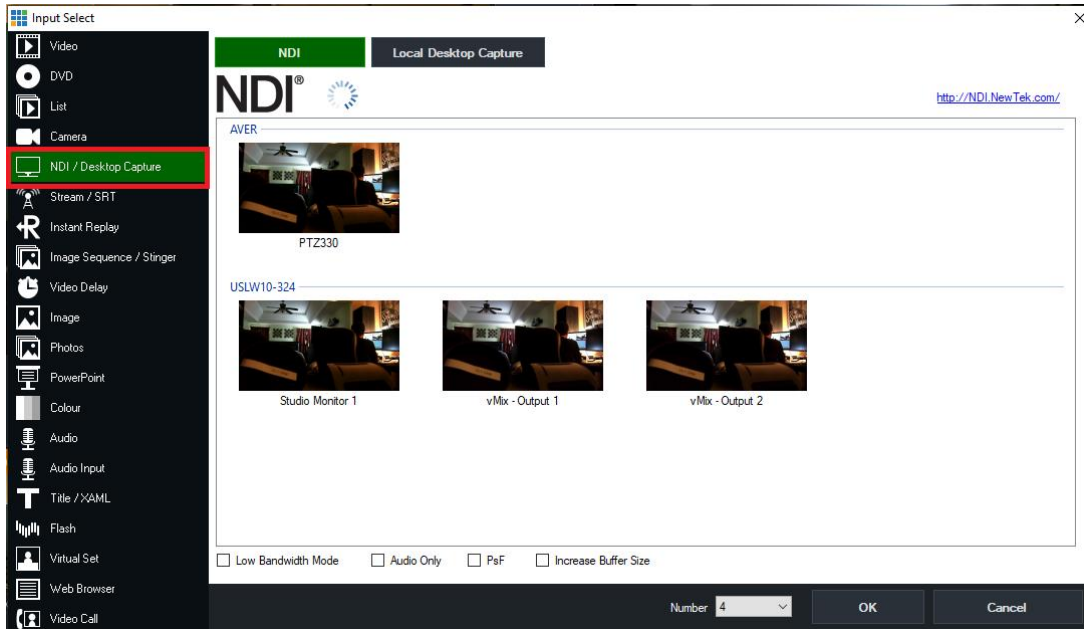 Input Select
Video
DVD
List
Camera
NDI / Desktop Capture
Stream / SRT
Instant Replay
Image Sequence / Stinger
Video Delay
Image
Photos
PowerPoint
Colour
Audio
Audio Input
Title / XAML
Flash
Virtual Set
Web Browser
Video Call
NDI
Local Desktop Capture
NDI®
http://NDI.NewTek.com/
AVER
PTZ330
USLW10-324
Studio Monitor 1
vMix - Output 1
vMix - Output 2
Low Bandwidth Mode
Audio Only
PsF
Increase Buffer Size
Number
4
OK
Cancel